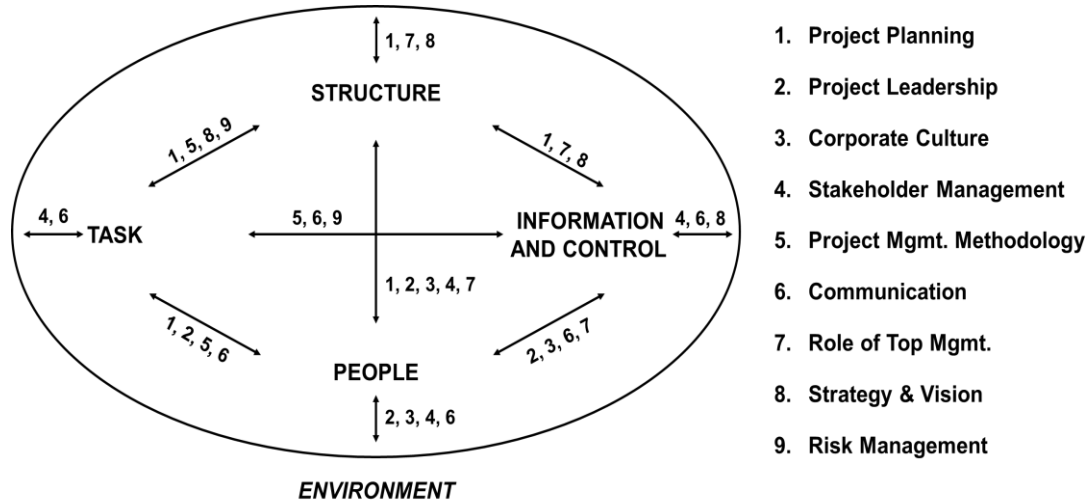 1, 7, 8
STRUCTURE
1, 5, 8, 9
1, 7, 8
4, 6
TASK
5, 6, 9
INFORMATION
AND CONTROL
4, 6, 8
1, 2, 3, 4, 7
1, 2, 5, 6
2, 3, 6, 7
PEOPLE
2, 3, 4, 6
ENVIRONMENT
1. Project Planning
2. Project Leadership
3. Corporate Culture
4. Stakeholder Management
5. Project Mgmt. Methodology
6. Communication
7. Role of Top Mgmt.
8. Strategy & Vision
9. Risk Management